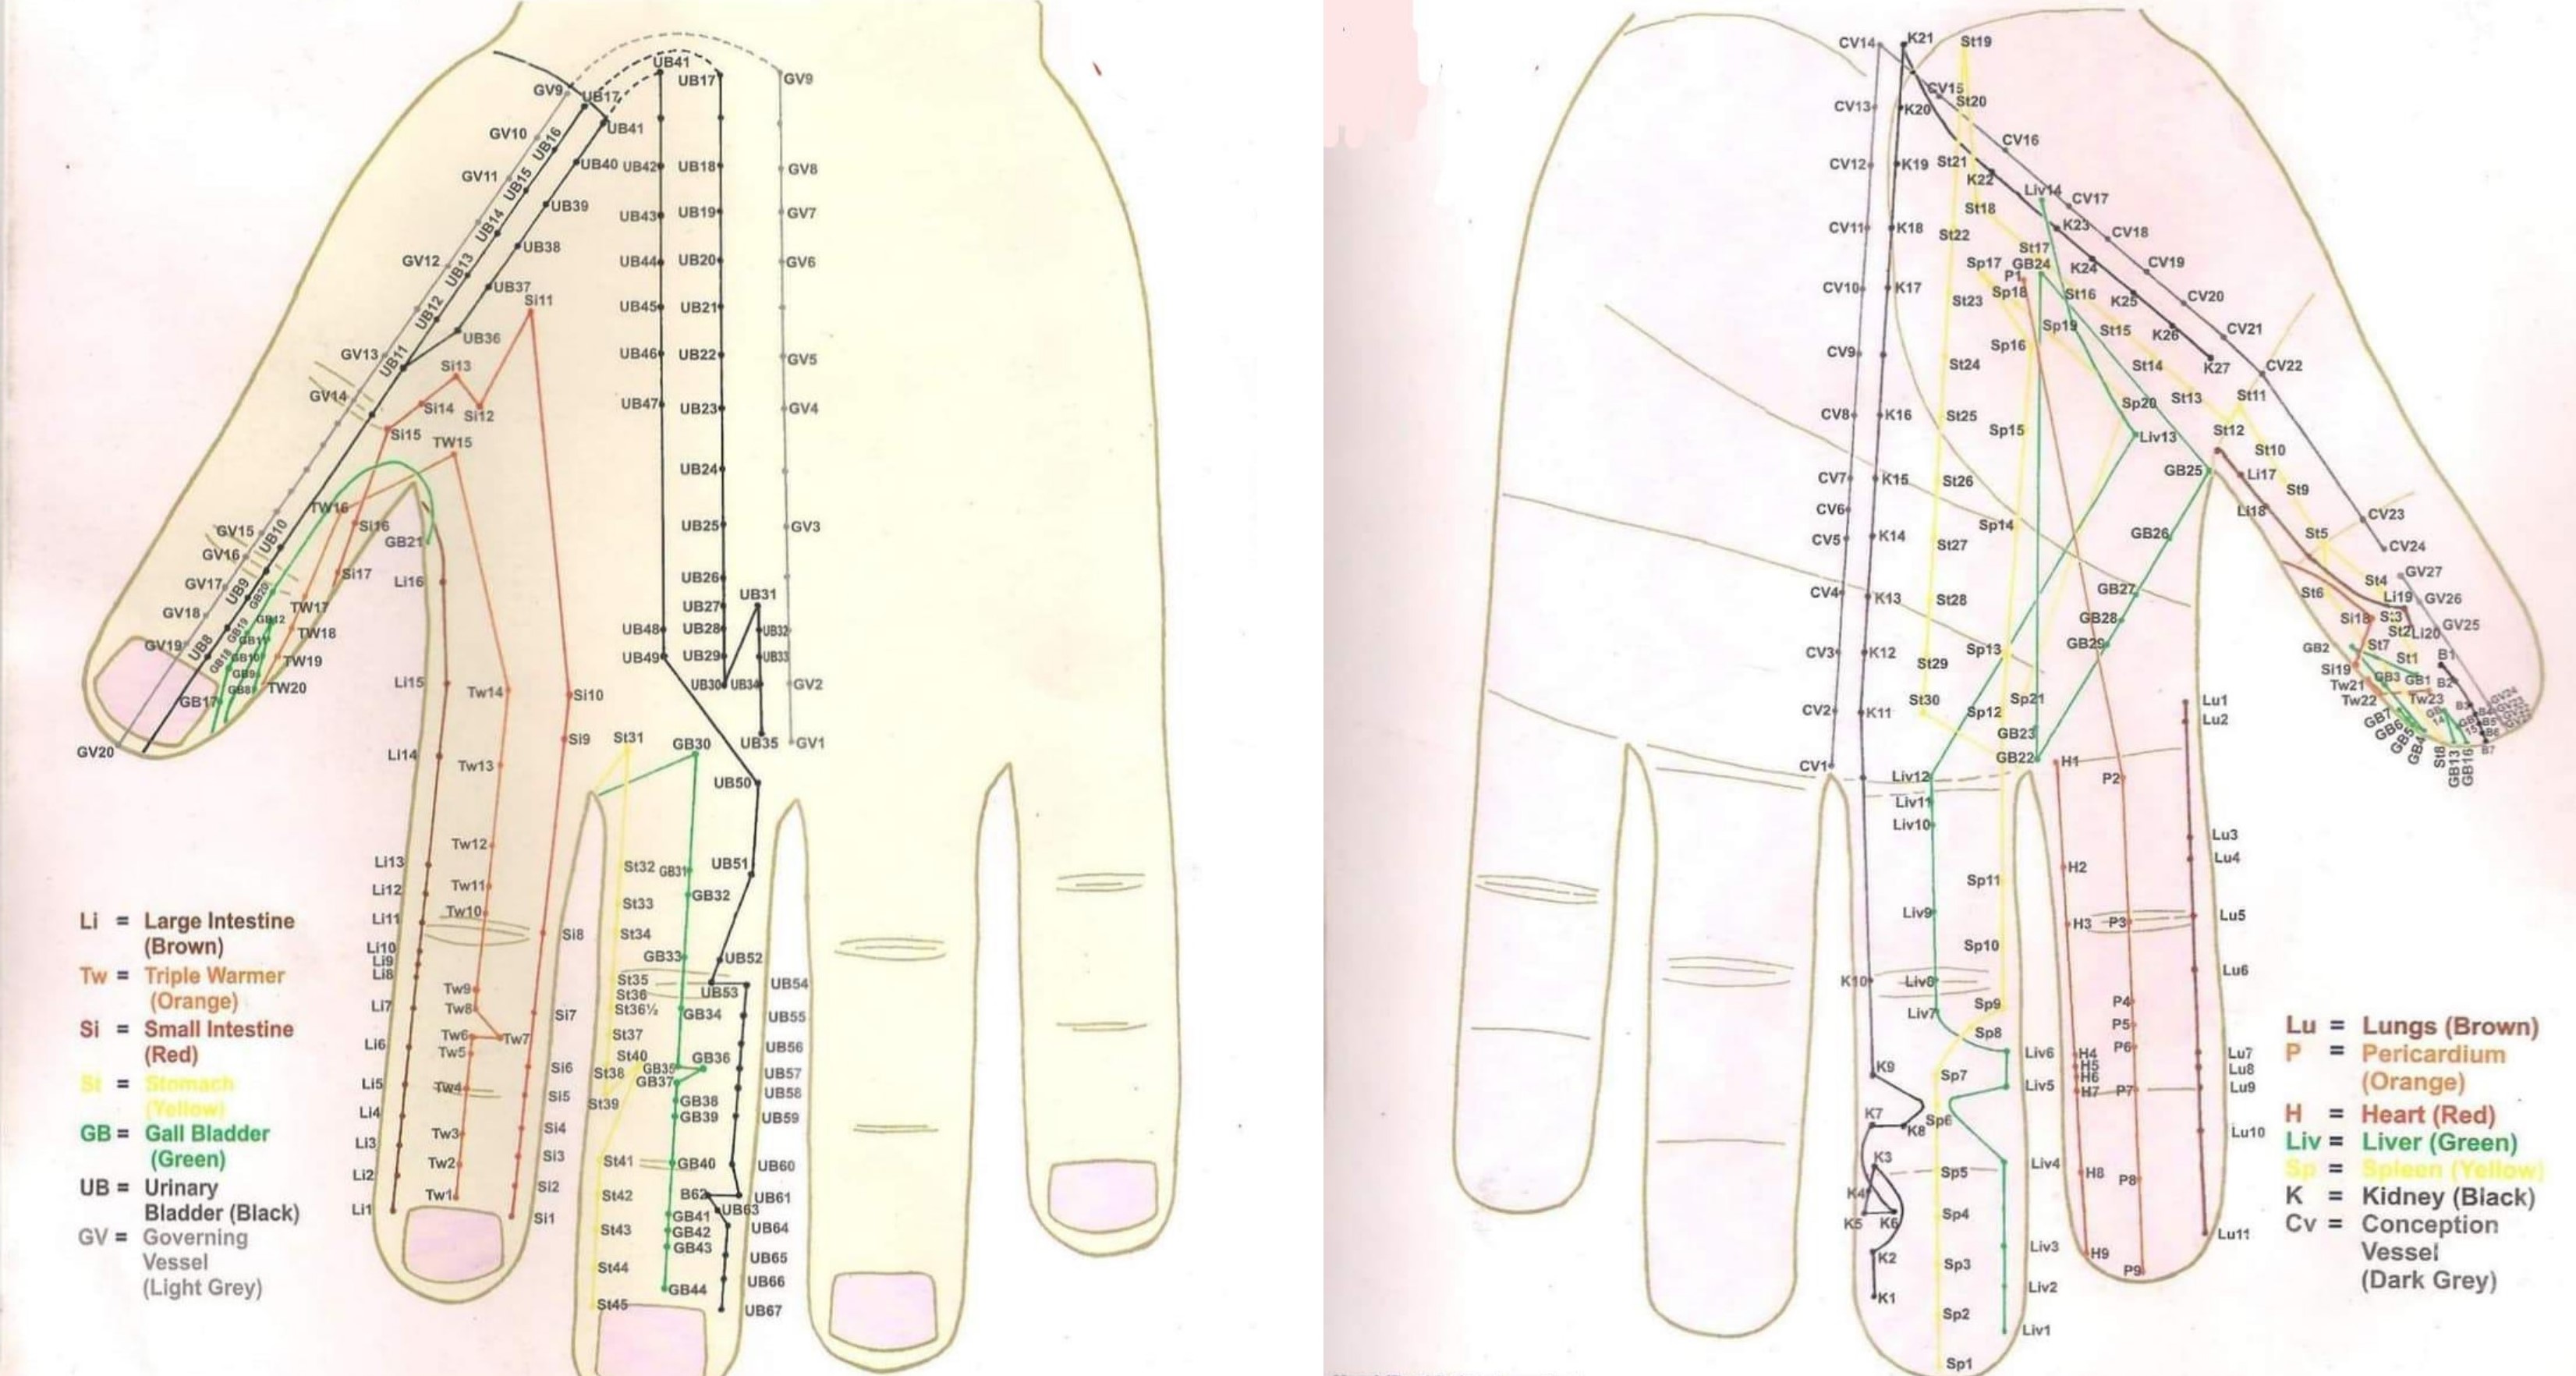 UB41
UB17
GV9
GV9
UB17
UB41
GV10
UB16
UB40
UB42
UB18
GV8
GV11
UB15
UB39
UB43
UB19
GV7
UB14
UB38
GV12
UB13
UB44
UB20
GV6
UB37
Si11
UB12
UB45
UB21
UB36
GV13
UB11
UB46
UB22
GV5
Si13
GV14
Si14
Si12
UB47
UB23
GV4
Si15
TW15
UB24
TW16
Si16
UB25
GV3
GV15
UB10
GB21
GV16
Si17
Li16
UB26
GV17
UB9
GB20
UB31
TW17
UB27
GV18
GB19
GB12
UB48
UB28
UB32
TW18
GV19
UB8
GB11
GB18
GB10
TW19
UB49
UB29
UB33
GB9
GB8
TW20
Li15
Tw14
Si10
UB30
UB34
GV2
GB17
GV20
Si9
St31
GB30
UB35
GV1
Li14
Tw13
UB50
Tw12
Li13
St32
GB31
UB51
Li12
Tw11
GB32
Li11
Tw10
St33
Si8
St34
Li10
Li9
Li8
GB33
UB52
Tw9
St35
UB53
UB54
St36
Li7
Tw8
Si7
St36½
GB34
UB55
Tw6
Tw7
St37
Li6
Tw5
UB56
St40
GB36
Si6
St38
GB35
UB57
Li5
Tw4
GB37
UB58
Si5
St39
GB38
Li4
GB39
UB59
Si4
Li3
Tw3
Si3
Li2
Tw2
St41
GB40
UB60
Si2
Tw1
St42
B62
UB61
Li1
Si1
GB41
UB63
St43
GB42
UB64
GB43
UB65
St44
UB66
GB44
St45
UB67
Li = Large Intestine
(Brown)
Tw = Triple Warmer
(Orange)
Si = Small Intestine
(Red)
St = Stomach
(Yellow)
GB = Gall Bladder
(Green)
UB = Urinary
Bladder (Black)
GV = Governing
Vessel
(Light Grey)
CV14
K21
St19
CV15
St20
CV13
K20
CV16
CV12
K19
St21
K22
Liv14
CV17
St18
CV11
K18
St22
K23
CV18
St17
Sp17
GB24
K24
CV19
P1
CV10
K17
Sp18
St16
K25
CV20
St23
Sp19
St15
K26
CV21
CV9
Sp16
St24
St14
K27
CV22
CV8
K16
St25
Sp20
St13
St11
Sp15
Liv13
St12
St10
CV7
K15
St26
GB25
Li17
St9
CV6
Li18
CV5
K14
St27
Sp14
GB26
St5
CV23
CV24
CV4
K13
St28
GB27
St4
GV27
St6
Li19
GV26
GB28
Si18
St3
GV25
St2
Li20
CV3
K12
St29
Sp13
GB29
GB2
St7
St1
B1
Si19
GB3
GB1
B2
Tw21
Tw22
Tw23
St30
Sp21
Lu1
CV2
K11
Sp12
Lu2
GB23
GB7
GB6
GB5
GB4
St8
GB13
GB16
B7
GV24
CV1
Liv12
GB22
H1
P2
Liv11
Liv10
Lu3
Lu4
Sp11
H2
Liv9
H3
P3
Lu5
Sp10
K10
Liv8
Lu6
Liv7
Sp9
P4
Sp8
P5
K9
Liv6
H4
P6
Lu7
H5
Lu8
Sp7
H6
Liv5
H7
P7
Lu9
K7
K8
Sp6
Lu10
K3
Sp5
Liv4
H8
P8
K4
K5
K6
Sp4
K2
Liv3
H9
Lu11
Sp3
P9
K1
Liv2
Sp2
Liv1
Sp1
Lu = Lungs (Brown)
P = Pericardium
(Orange)
H = Heart (Red)
Liv = Liver (Green)
Sp = Spleen (Yellow)
K = Kidney (Black)
Cv = Conception
Vessel
(Dark Grey)